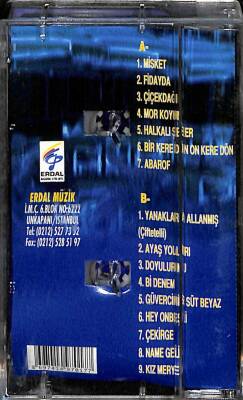 A-
1. MİSKET
2. FİDAYDA
3. ÇİÇEKDAĞI
4. MOR KOYUN
5. HALKALI ŞEKER
6. BİR KERE DÖN ON KERE DÖN
7. ABAROF
B-
1. YANAKLARI ALLANMIŞ
(Çiftetelli)
2. AYAŞ YOLLARI
3. DOYULUR MU
4. Bİ DENEM
5. GÜVERCİNİM SÜT BEYAZ
6. HEY ONBEŞLİ
7. ÇEKİRGE
8. NAME GELİN
9. KIZ MERYEM
ERDAL
ERDAL MÜZİK
İ.M.C. 6.BLOK NO:6222
UNKAPANI/İSTANBUL
Tel: (0212) 527 73 52
Fax: (0212) 528 51 97